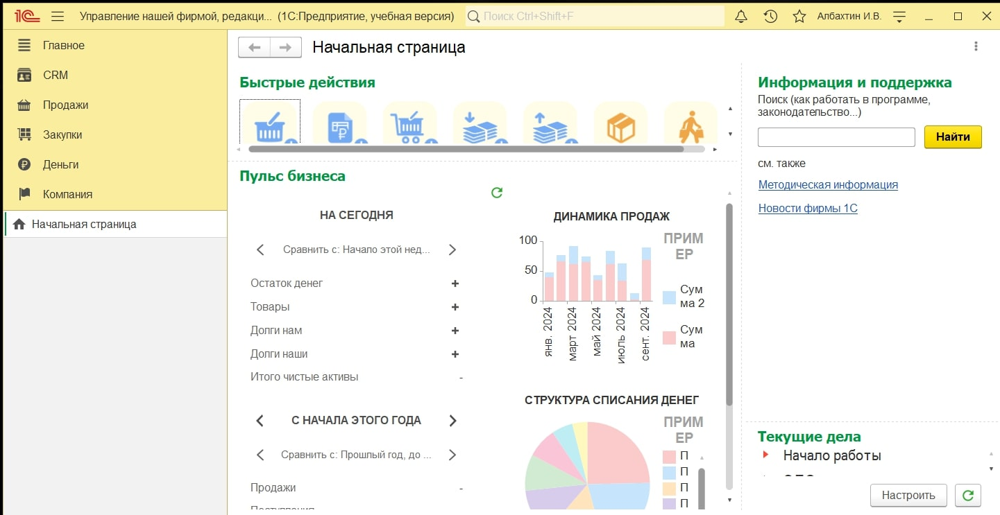 1С Управление нашей фирмой, редакци... (1С:Предприятие, учебная версия) Поиск Ctrl+Shift+F Албахтин И.В.
Главное
CRM
Продажи
Закупки
Деньги
Компания
Начальная страница
Начальная страница
Быстрые действия
Пульс бизнеса
НА СЕГОДНЯ
Сравнить с: Начало этой нед...
Остаток денег +
Товары +
Долги нам +
Долги наши +
Итого чистые активы -
С НАЧАЛА ЭТОГО ГОДА
Сравнить с: Прошлый год, до ...
Продажи -
Поступления
ДИНАМИКА ПРОДАЖ
100
50
0
янв. 2024
март 2024
май 2024
июль 2024
сент. 2024
ПРИМ
ЕР
Сум
ма 2
Сум
ма
СТРУКТУРА СПИСАНИЯ ДЕНЕГ
ПРИМ
ЕР
П
П
П
П
Информация и поддержка
Поиск (как работать в программе,
законодательство...)
Найти
см. также
Методическая информация
Новости фирмы 1С
Текущие дела
Начало работы
Настроить